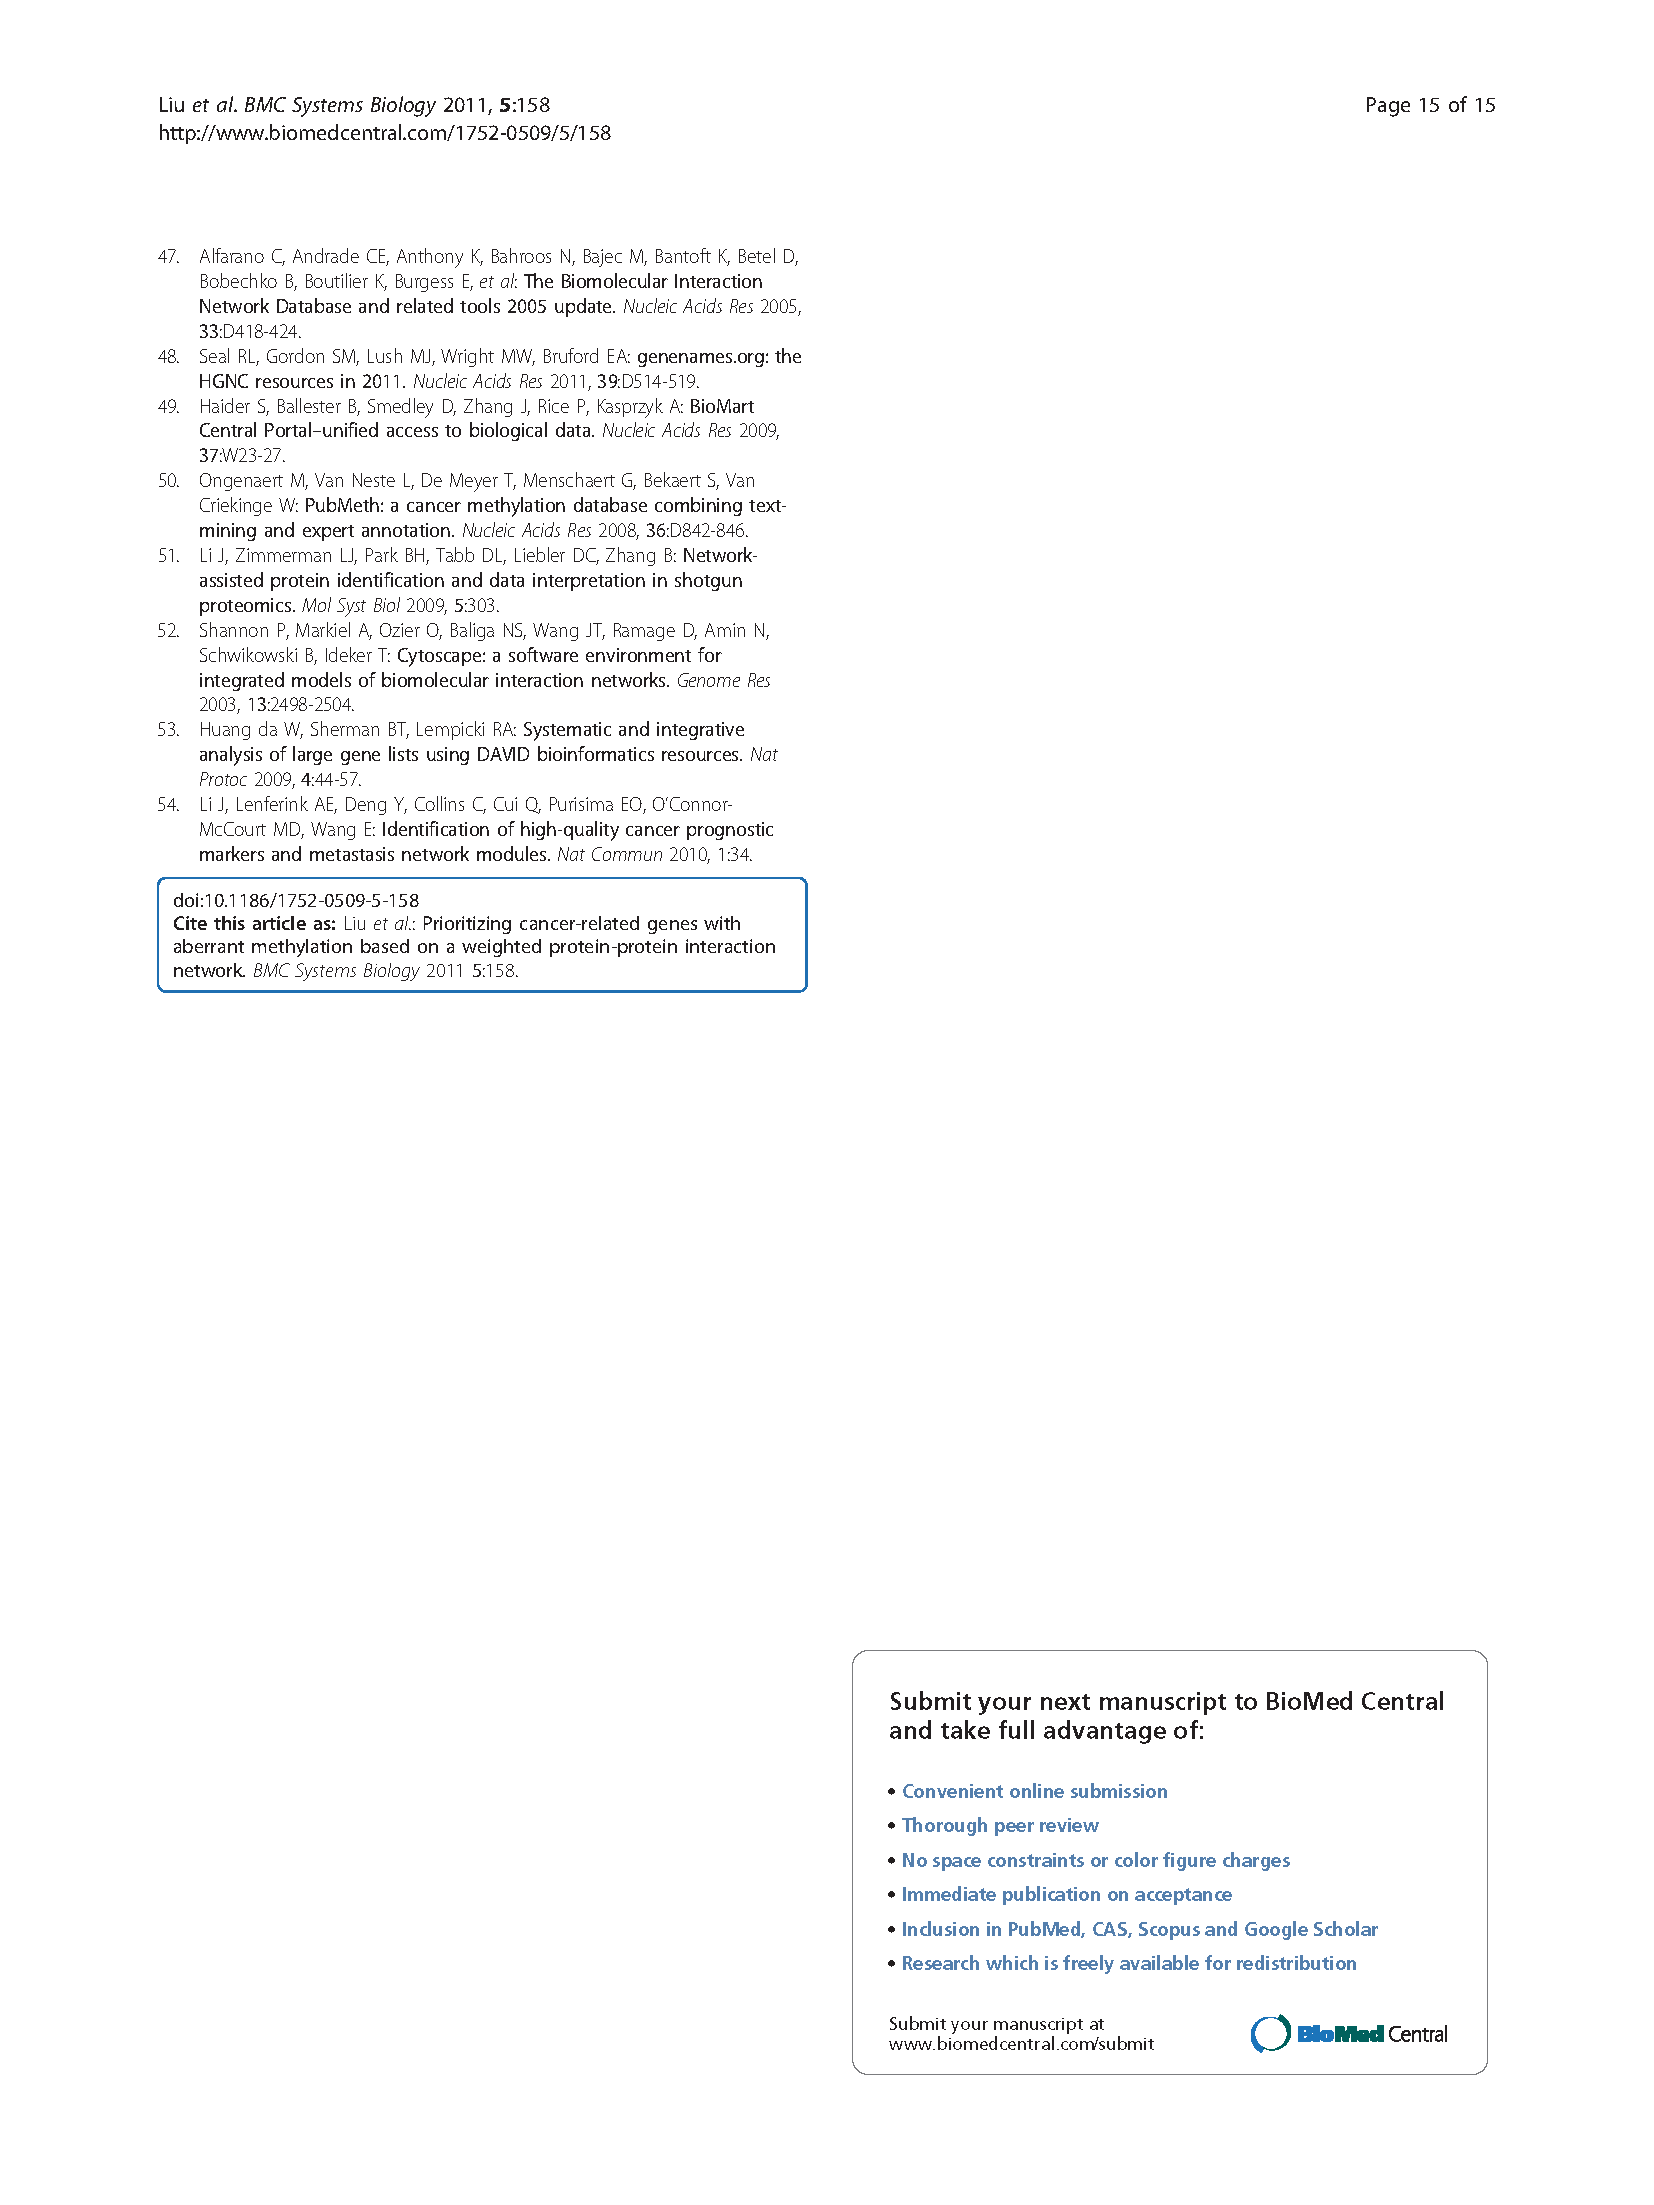 Liu et al. BMC Systems Biology 2011, 5:158
http://www.biomedcentral.com/1752-0509/5/158
Page 15 of 15
47. Alfarano C, Andrade CE, Anthony K, Bahroos N, Bajec M, Bantoft K, Betel D,
Bobechko B, Boutilier K, Burgess E, et al: The Biomolecular Interaction
Network Database and related tools 2005 update. Nucleic Acids Res 2005,
33:D418-424.
48. Seal RL, Gordon SM, Lush MJ, Wright MW, Bruford EA: genenames.org: the
HGNC resources in 2011. Nucleic Acids Res 2011, 39:D514-519.
49. Haider S, Ballester B, Smedley D, Zhang J, Rice P, Kasprzyk A: BioMart
Central Portal–unified access to biological data. Nucleic Acids Res 2009,
37:W23-27.
50. Ongenaert M, Van Neste L, De Meyer T, Menschaert G, Bekaert S, Van
Criekinge W: PubMeth: a cancer methylation database combining text-
mining and expert annotation. Nucleic Acids Res 2008, 36:D842-846.
51. Li J, Zimmerman LJ, Park BH, Tabb DL, Liebler DC, Zhang B: Network-
assisted protein identification and data interpretation in shotgun
proteomics. Mol Syst Biol 2009, 5:303.
52. Shannon P, Markiel A, Ozier O, Baliga NS, Wang JT, Ramage D, Amin N,
Schwikowski B, Ideker T: Cytoscape: a software environment for
integrated models of biomolecular interaction networks. Genome Res
2003, 13:2498-2504.
53. Huang da W, Sherman BT, Lempicki RA: Systematic and integrative
analysis of large gene lists using DAVID bioinformatics resources. Nat
Protoc 2009, 4:44-57.
54. Li J, Lenferink AE, Deng Y, Collins C, Cui Q, Purisima EO, O'Connor-
McCourt MD, Wang E: Identification of high-quality cancer prognostic
markers and metastasis network modules. Nat Commun 2010, 1:34.
doi:10.1186/1752-0509-5-158
Cite this article as: Liu et al.: Prioritizing cancer-related genes with
aberrant methylation based on a weighted protein-protein interaction
network. BMC Systems Biology 2011 5:158.
Submit your next manuscript to BioMed Central
and take full advantage of:
• Convenient online submission
• Thorough peer review
• No space constraints or color figure charges
• Immediate publication on acceptance
• Inclusion in PubMed, CAS, Scopus and Google Scholar
• Research which is freely available for redistribution
Submit your manuscript at
www.biomedcentral.com/submit
BioMed Central